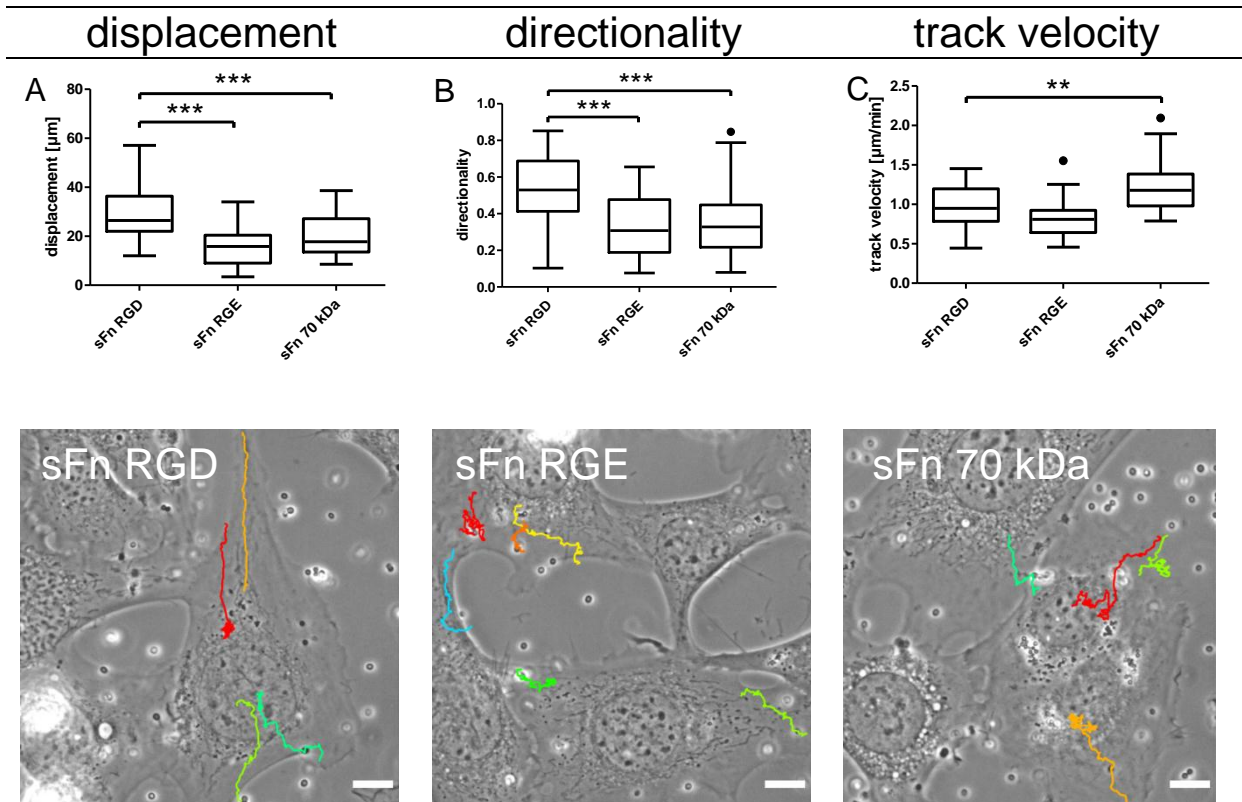 displacement directionality track velocity
A
***
***
displacement [µm]
80
60
40
20
0
sFn RGD
sFn RGE
sFn 70 kDa
B
***
***
directionality
1.0
0.8
0.6
0.4
0.2
0.0
sFn RGD
sFn RGE
sFn 70 kDa
C
**
track velocity [µm/min]
2.5
2.0
1.5
1.0
0.5
0.0
sFn RGD
sFn RGE
sFn 70 kDa
sFn RGD
sFn RGE
sFn 70 kDa